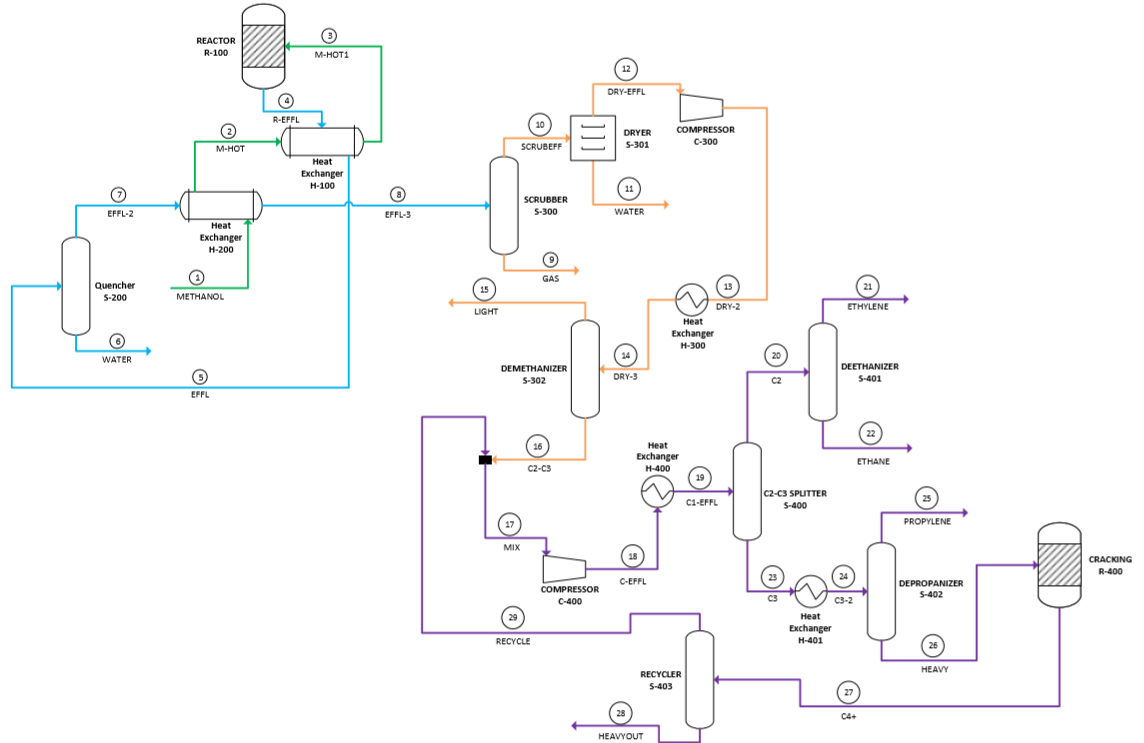 REACTOR
R-100
3
M-HOT1
4
R-EFFL
2
M-HOT
Heat
Exchanger
H-100
7
EFFL-2
Heat
Exchanger
H-200
8
EFFL-3
Quencher
S-200
1
METHANOL
6
WATER
5
EFFL
12
DRY-EFFL
COMPRESSOR
C-300
10
SCRUBEFF
DRYER
S-301
11
WATER
SCRUBBER
S-300
9
GAS
13
DRY-2
Heat
Exchanger
H-300
15
LIGHT
14
DRY-3
DEMETHANIZER
S-302
16
C2-C3
17
MIX
COMPRESSOR
C-400
18
C-EFFL
Heat
Exchanger
H-400
19
C1-EFFL
C2-C3 SPLITTER
S-400
20
C2
21
ETHYLENE
DEETHANIZER
S-401
22
ETHANE
23
C3
Heat
Exchanger
H-401
24
C3-2
25
PROPYLENE
DEPROPANIZER
S-402
26
HEAVY
CRACKING
R-400
27
C4+
RECYCLER
S-403
28
HEAVYOUT
29
RECYCLE